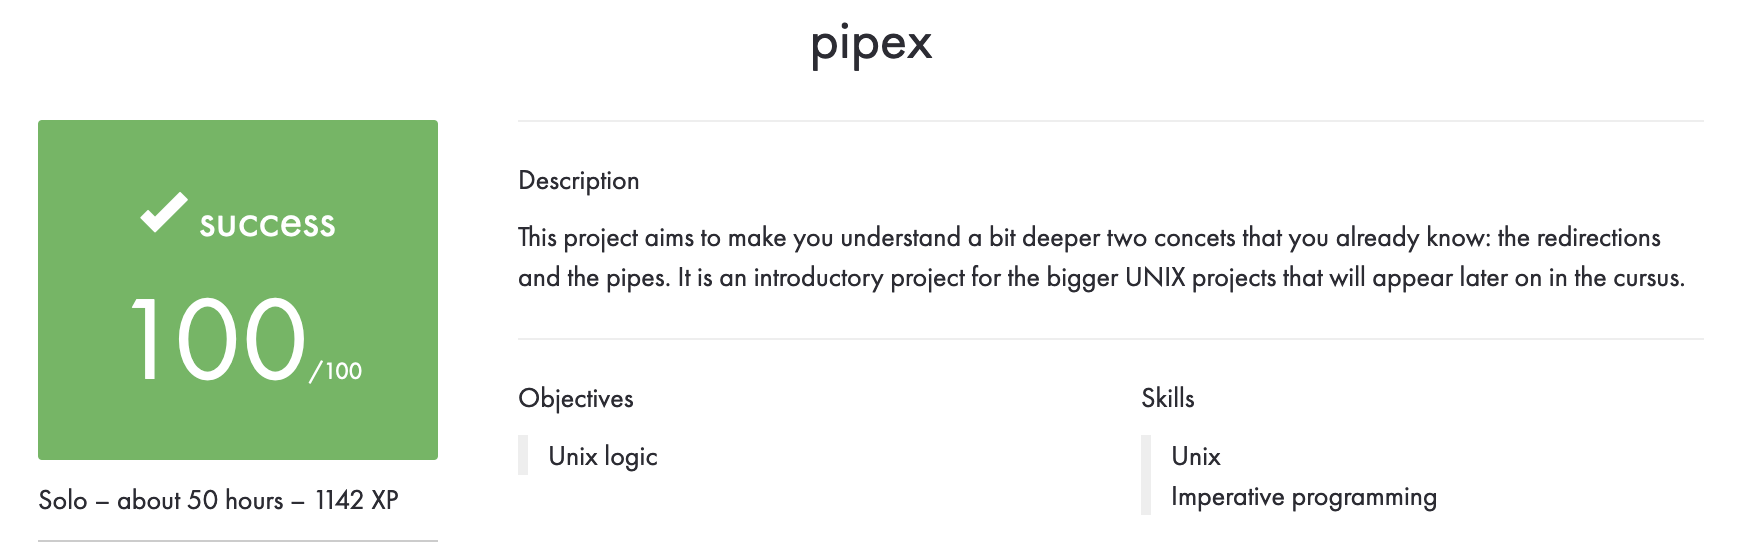 pipex
success
100/100
Solo – about 50 hours – 1142 XP
Description
This project aims to make you understand a bit deeper two concets that you already know: the redirections
and the pipes. It is an introductory project for the bigger UNIX projects that will appear later on in the cursus.
Objectives
Unix logic
Skills
Unix
Imperative programming